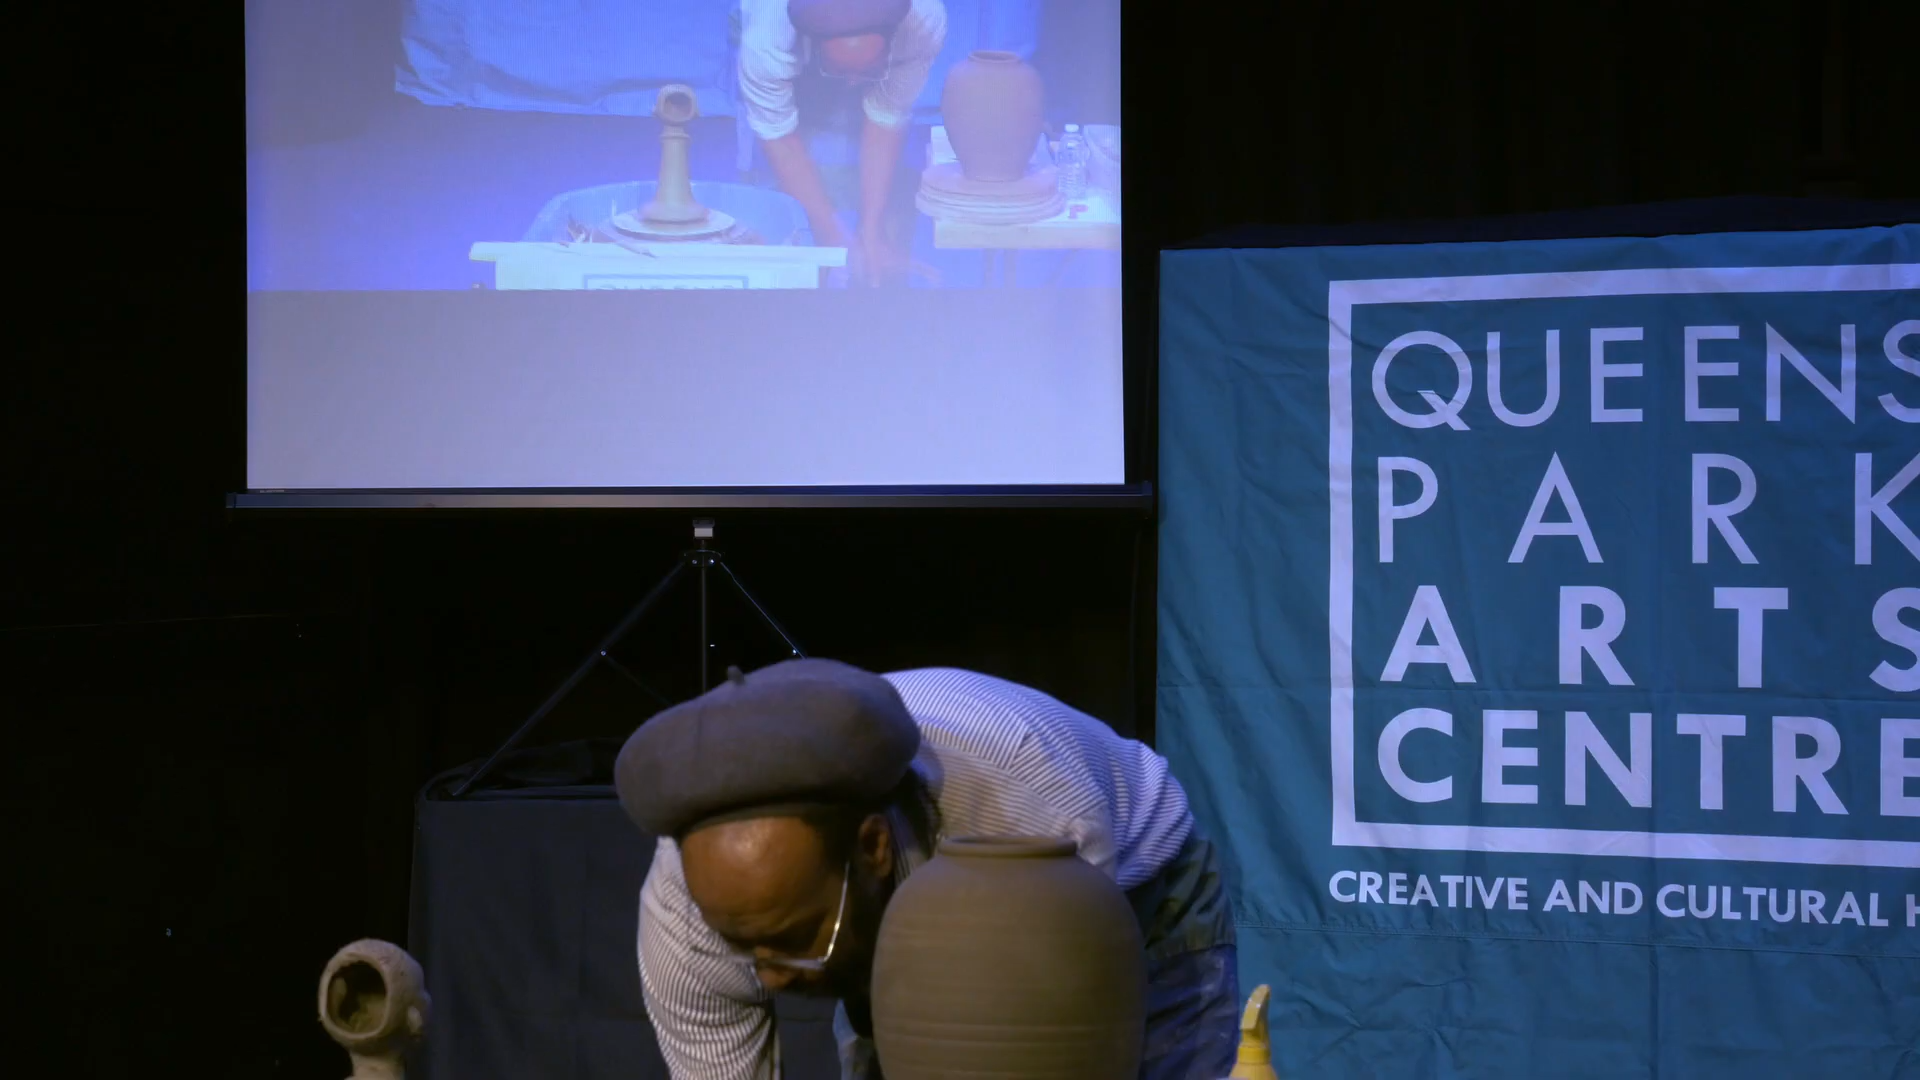 QUEENS
PARK
ARTS
CENTRE
CREATIVE AND CULTURAL